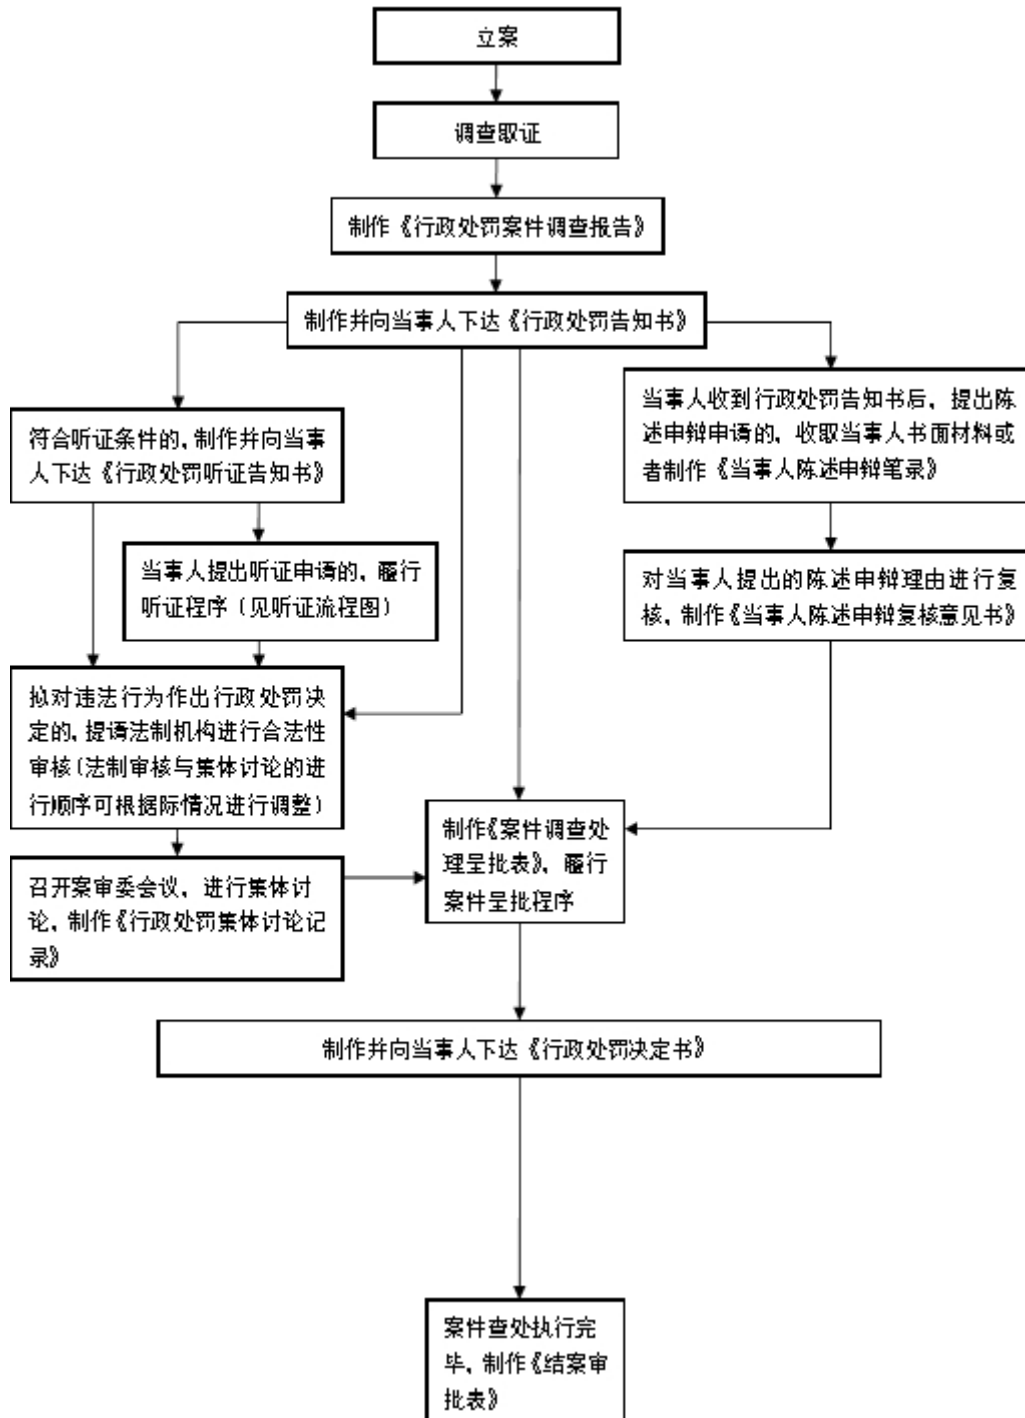 立案
调查取证
制作《行政处罚案件调查报告》
制作并向当事人下达《行政处罚告知书》
符合听证条件的，制作并向当事
人下达《行政处罚听证告知书》
当事人提出听证申请的，履行
听证程序（见听证流程图）
当事人收到行政处罚告知书后，提出陈
述申辩申请的，收取当事人书面材料或
者制作《当事人陈述申辩笔录》
对当事人提出的陈述申辩理由进行复
核，制作《当事人陈述申辩复核意见书》
拟对违法行为作出行政处罚决
定的，提请法制机构进行合法性
审核（法制审核与集体讨论的进
行顺序可根据际情况进行调整）
召开案审委会议，进行集体讨
论，制作《行政处罚集体讨论记
录》
制作《案件调查处
理呈批表》，履行
案件呈批程序
制作并向当事人下达《行政处罚决定书》
案件查处执行完
毕，制作《结案审
批表》